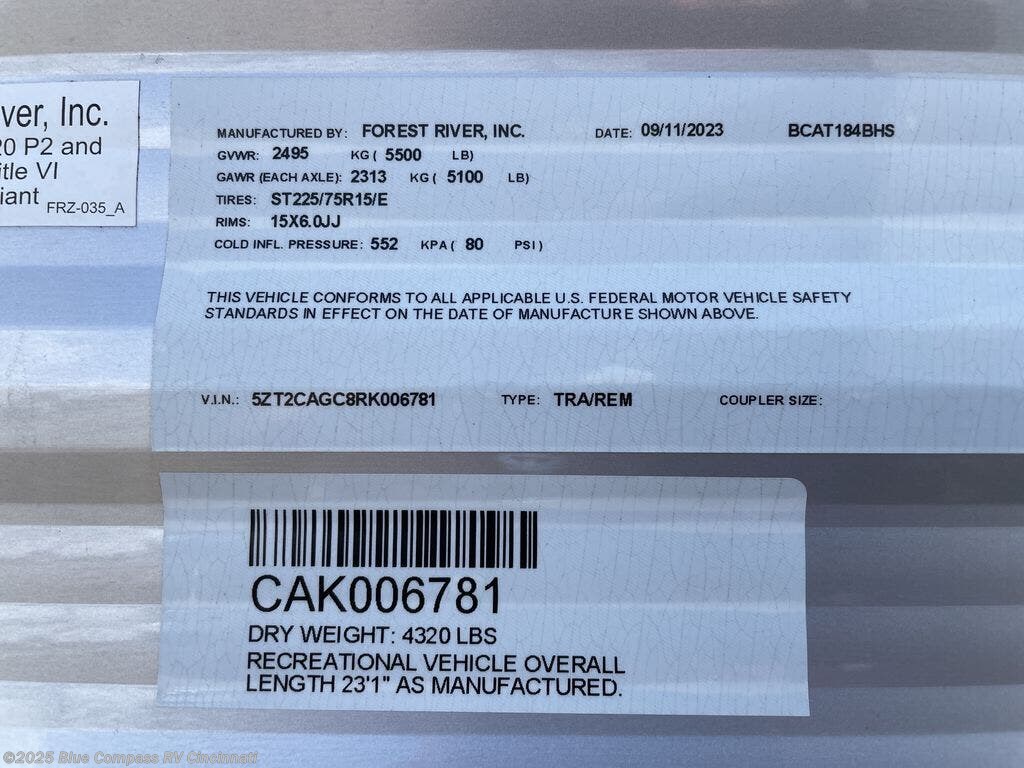 ver, Inc.
20 P2 and
itle VI
iant FRZ-035_A
MANUFACTURED BY: FOREST RIVER, INC. DATE: 09/11/2023 BCAT184BHS
GVWR: 2495 KG ( 5500 LB)
GAWR (EACH AXLE): 2313 KG ( 5100 LB)
TIRES: ST225/75R15/E
RIMS: 15X6.0JJ
COLD INFL. PRESSURE: 552 KPA ( 80 PSI )
THIS VEHICLE CONFORMS TO ALL APPLICABLE U.S. FEDERAL MOTOR VEHICLE SAFETY
STANDARDS IN EFFECT ON THE DATE OF MANUFACTURE SHOWN ABOVE.
V.I.N.: 5ZT2CAGC8RK006781 TYPE: TRA/REM COUPLER SIZE:
CAK006781
DRY WEIGHT: 4320 LBS
RECREATIONAL VEHICLE OVERALL
LENGTH 23'1" AS MANUFACTURED.
©2025 Blue Compass RV Cincinnati